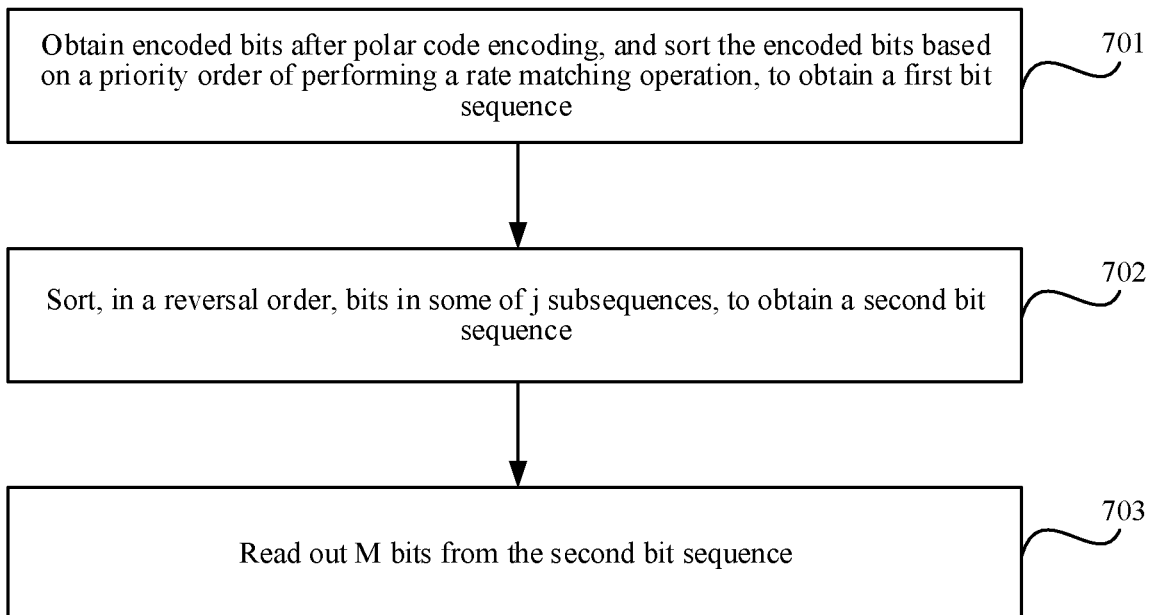 Obtain encoded bits after polar code encoding, and sort the encoded bits based
on a priority order of performing a rate matching operation, to obtain a first bit
sequence
701
Sort, in a reversal order, bits in some of j subsequences, to obtain a second bit
sequence
702
Read out M bits from the second bit sequence
703